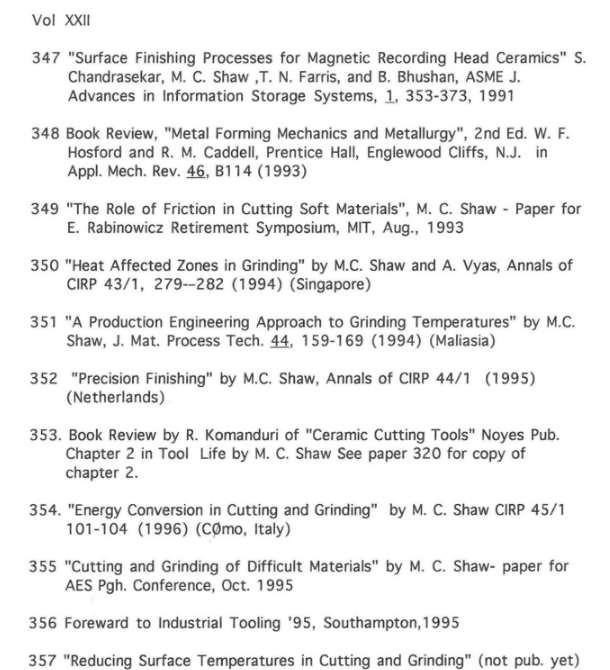 Vol XXII
347 "Surface Finishing Processes for Magnetic Recording Head Ceramics" S.
Chandrasekar, M. C. Shaw ,T. N. Farris, and B. Bhushan, ASME J.
Advances in Information Storage Systems, 1, 353-373, 1991
348 Book Review, "Metal Forming Mechanics and Metallurgy", 2nd Ed. W. F.
Hosford and R. M. Caddell, Prentice Hall, Englewood Cliffs, N.J. in
Appl. Mech. Rev. 46, B114 (1993)
349 "The Role of Friction in Cutting Soft Materials", M. C. Shaw - Paper for
E. Rabinowicz Retirement Symposium, MIT, Aug., 1993
350 "Heat Affected Zones in Grinding" by M.C. Shaw and A. Vyas, Annals of
CIRP 43/1, 279--282 (1994) (Singapore)
351 "A Production Engineering Approach to Grinding Temperatures" by M.C.
Shaw, J. Mat. Process Tech. 44, 159-169 (1994) (Maliasia)
352 "Precision Finishing" by M.C. Shaw, Annals of CIRP 44/1 (1995)
(Netherlands)
353. Book Review by R. Komanduri of "Ceramic Cutting Tools" Noyes Pub.
Chapter 2 in Tool Life by M. C. Shaw See paper 320 for copy of
chapter 2.
354. "Energy Conversion in Cutting and Grinding" by M. C. Shaw CIRP 45/1
101-104 (1996) (CØmo, Italy)
355 "Cutting and Grinding of Difficult Materials" by M. C. Shaw- paper for
AES Pgh. Conference, Oct. 1995
356 Foreward to Industrial Tooling '95, Southampton,1995
357 "Reducing Surface Temperatures in Cutting and Grinding" (not pub. yet)